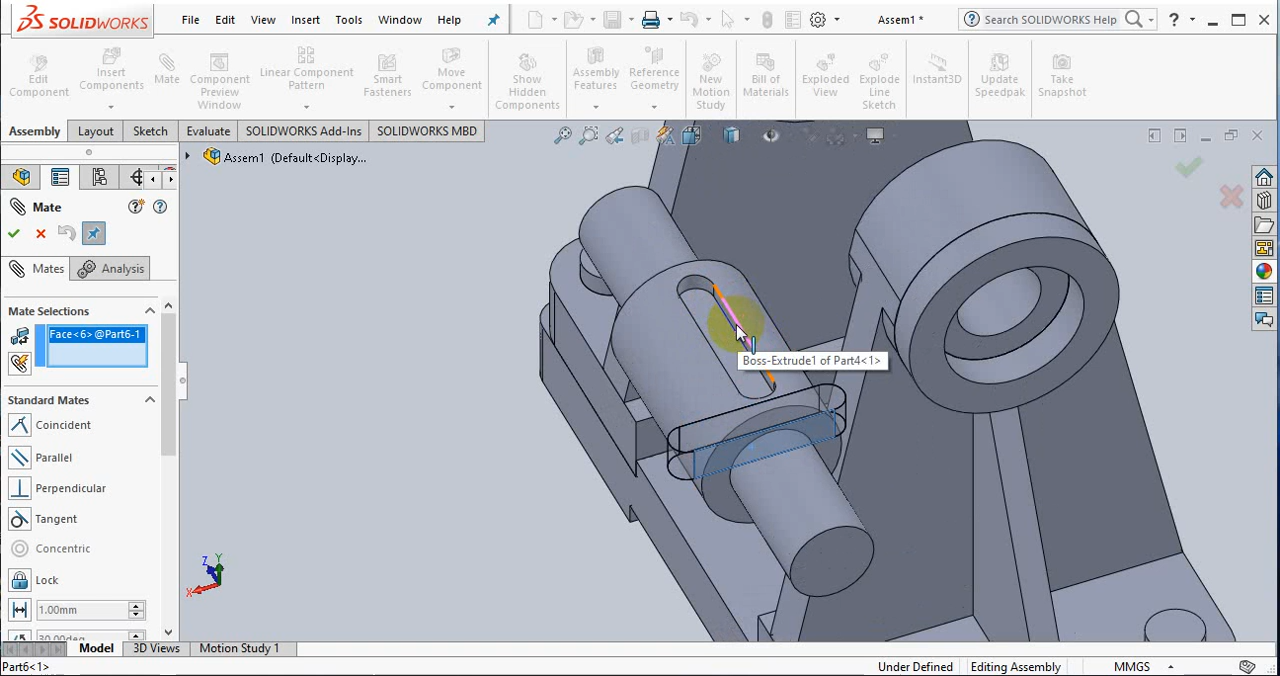 SOLIDWORKS
File Edit View Insert Tools Window Help
Assem1 *
SOLIDWORKS Help
?
Edit Component
Insert Components
Mate
Component Preview Window
Linear Component Pattern
Smart Fasteners
Move Component
Show Hidden Components
Assembly Features
Reference Geometry
New Motion Study
Bill of Materials
Exploded View
Explode Line Sketch
Instant3D
Update Speedpak
Take Snapshot
Assembly Layout Sketch Evaluate SOLIDWORKS Add-Ins SOLIDWORKS MBD
Assem1 (Default<Display...
Mate
Mates Analysis
Mate Selections
Face<6>@Part6-1
Standard Mates
Coincident
Parallel
Perpendicular
Tangent
Concentric
Lock
1.00mm
30.00deg
Boss-Extrude1 of Part4<1>
Z Y X
Model 3D Views Motion Study 1
Part6<1> Under Defined Editing Assembly MMGS